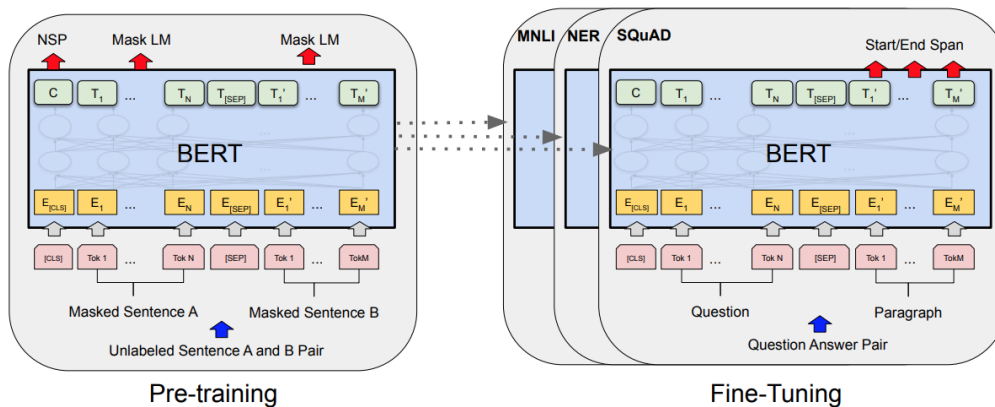 NSP Mask LM Mask LM
C T1 ... TN T[SEP] T1' ... TM'
...
...
BERT
E[CLS] E1 ... EN E[SEP] E1' ... EM'
[CLS] Tok 1 ... Tok N [SEP] Tok 1 ... TokM
Masked Sentence A Masked Sentence B
Unlabeled Sentence A and B Pair
Pre-training
MNLI NER SQuAD
Start/End Span
C T1 ... TN T[SEP] T1' ... TM'
...
...
BERT
E[CLS] E1 ... EN E[SEP] E1' ... EM'
[CLS] Tok 1 ... Tok N [SEP] Tok 1 ... TokM
Question Paragraph
Question Answer Pair
Fine-Tuning